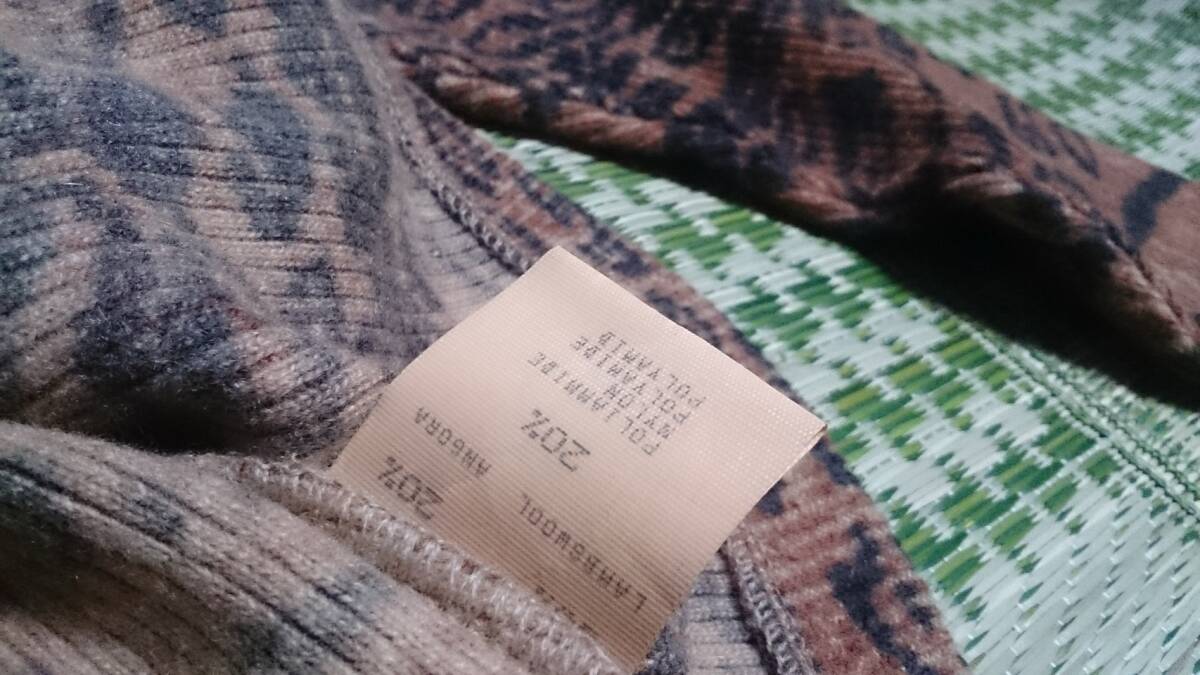 20%
LAMBSWOOL ANGORA
20%
POLIAMMIDE
NYLON
POLYAMIDE
POLYAMID